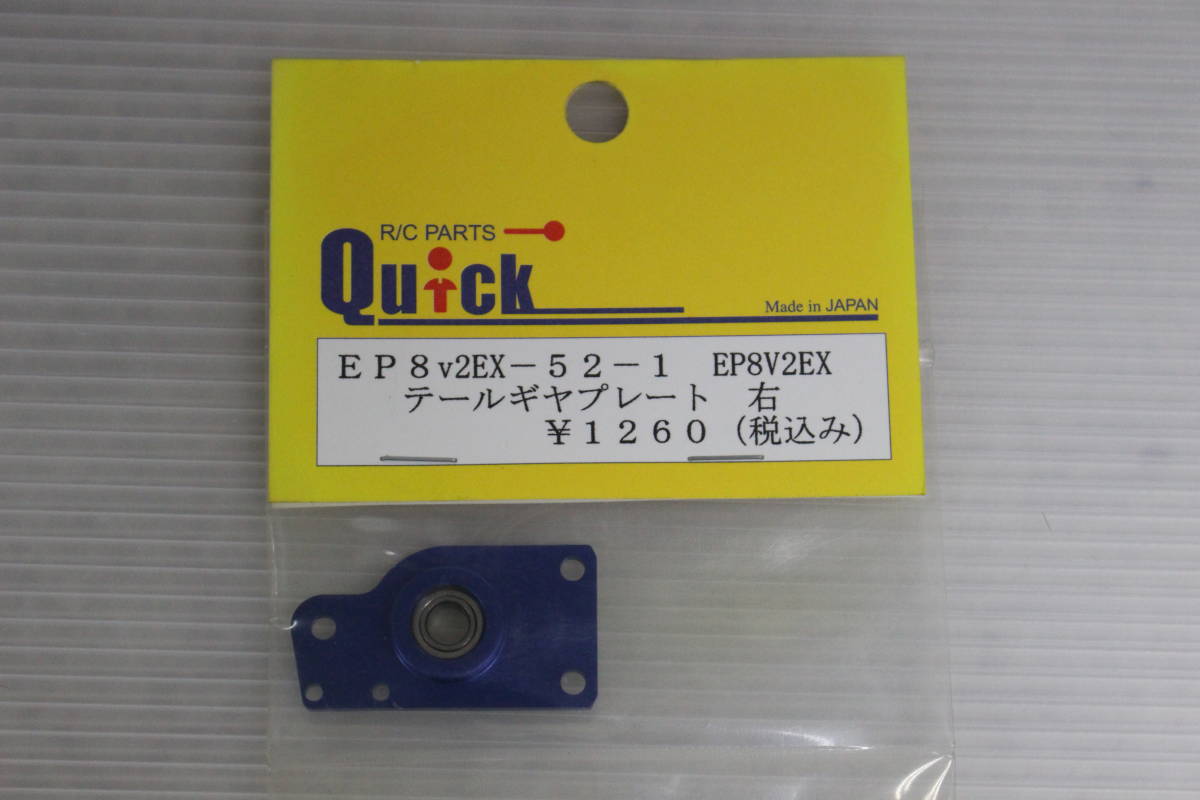 R/C PARTS
Quick
Made in JAPAN
ＥＰ８v2EX－５２－１　EP8V2EX
テールギヤプレート　右
￥１２６０（税込み）